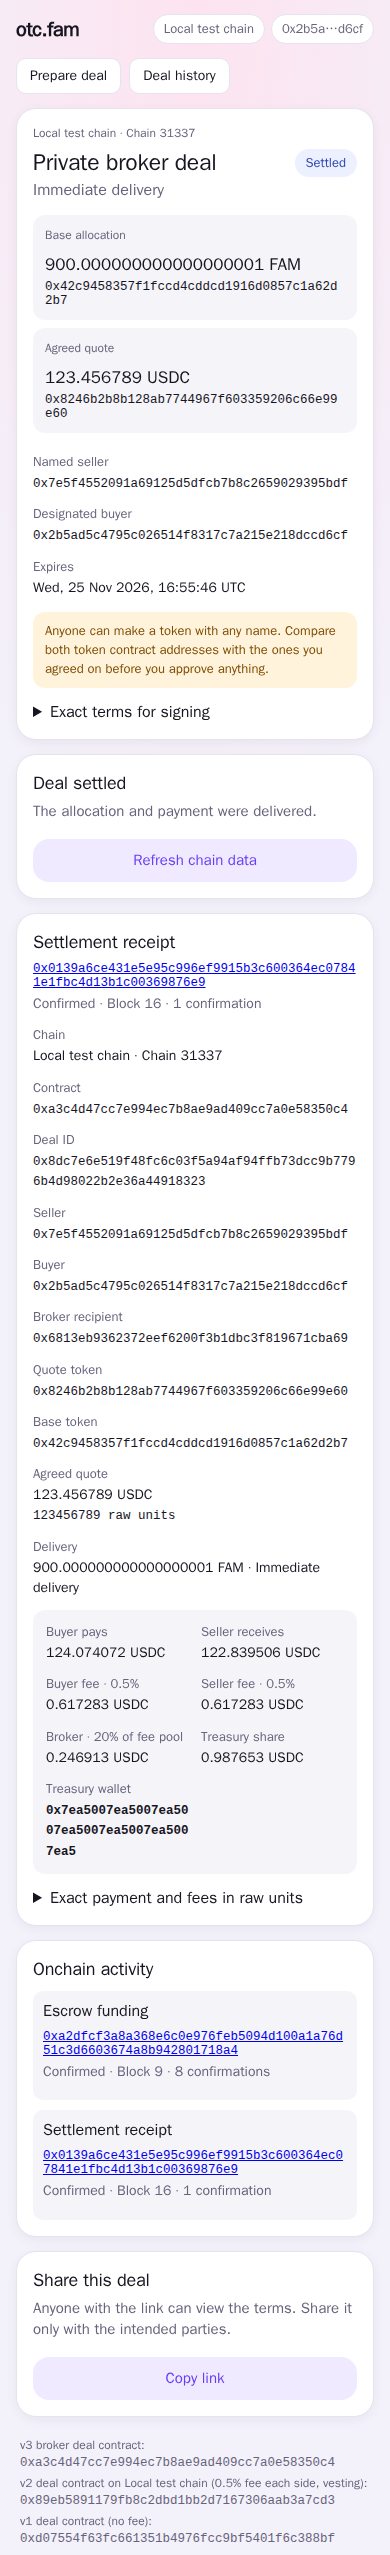 otc.fam
Local test chain
0x2b5a···d6cf
Prepare deal
Deal history
Local test chain · Chain 31337
Private broker deal
Settled
Immediate delivery
Base allocation
900.000000000000000001 FAM
0x42c9458357f1fccd4cddcd1916d0857c1a62d
2b7
Agreed quote
123.456789 USDC
0x8246b2b8b128ab7744967f603359206c66e99
e60
Named seller
0x7e5f4552091a69125d5dfcb7b8c2659029395bdf
Designated buyer
0x2b5ad5c4795c026514f8317c7a215e218dccd6cf
Expires
Wed, 25 Nov 2026, 16:55:46 UTC
Anyone can make a token with any name. Compare
both token contract addresses with the ones you
agreed on before you approve anything.
Exact terms for signing
Deal settled
The allocation and payment were delivered.
Refresh chain data
Settlement receipt
0x0139a6ce431e5e95c996ef9915b3c600364ec0784
1e1fbc4d13b1c00369876e9
Confirmed · Block 16 · 1 confirmation
Chain
Local test chain · Chain 31337
Contract
0xa3c4d47cc7e994ec7b8ae9ad409cc7a0e58350c4
Deal ID
0x8dc7e6e519f48fc6c03f5a94af94ffb73dcc9b779
6b4d98022b2e36a44918323
Seller
0x7e5f4552091a69125d5dfcb7b8c2659029395bdf
Buyer
0x2b5ad5c4795c026514f8317c7a215e218dccd6cf
Broker recipient
0x6813eb9362372eef6200f3b1dbc3f819671cba69
Quote token
0x8246b2b8b128ab7744967f603359206c66e99e60
Base token
0x42c9458357f1fccd4cddcd1916d0857c1a62d2b7
Agreed quote
123.456789 USDC
123456789 raw units
Delivery
900.000000000000000001 FAM · Immediate
delivery
Buyer pays
124.074072 USDC
Seller receives
122.839506 USDC
Buyer fee · 0.5%
0.617283 USDC
Seller fee · 0.5%
0.617283 USDC
Broker · 20% of fee pool
0.246913 USDC
Treasury share
0.987653 USDC
Treasury wallet
0x7ea5007ea5007ea50
07ea5007ea5007ea500
7ea5
Exact payment and fees in raw units
Onchain activity
Escrow funding
0xa2dfcf3a8a368e6c0e976feb5094d100a1a76d
51c3d6603674a8b942801718a4
Confirmed · Block 9 · 8 confirmations
Settlement receipt
0x0139a6ce431e5e95c996ef9915b3c600364ec0
7841e1fbc4d13b1c00369876e9
Confirmed · Block 16 · 1 confirmation
Share this deal
Anyone with the link can view the terms. Share it
only with the intended parties.
Copy link
v3 broker deal contract:
0xa3c4d47cc7e994ec7b8ae9ad409cc7a0e58350c4
v2 deal contract on Local test chain (0.5% fee each side, vesting):
0x89eb5891179fb8c2dbd1bb2d7167306aab3a7cd3
v1 deal contract (no fee):
0xd07554f63fc661351b4976fcc9bf5401f6c388bf